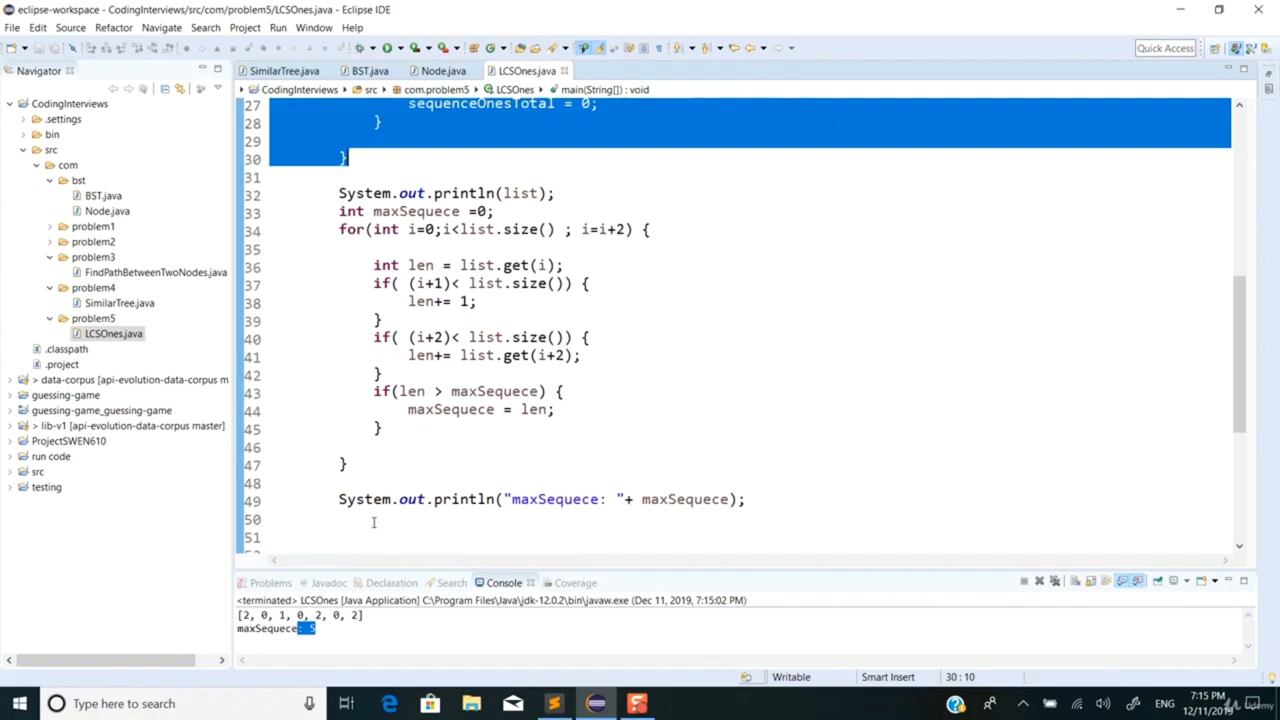 eclipse-workspace - CodingInterviews/src/com/problem5/LCSOnes.java - Eclipse IDE
File Edit Source Refactor Navigate Search Project Run Window Help
Quick Access
Navigator
SimilarTree.java BST.java Node.java LCSOnes.java
CodingInterviews src com.problem5 LCSOnes main(String[]) : void
CodingInterviews
.settings
bin
src
com
bst
BST.java
Node.java
problem1
problem2
problem3
FindPathBetweenTwoNodes.java
problem4
SimilarTree.java
problem5
LCSOnes.java
.classpath
.project
> data-corpus [api-evolution-data-corpus m
guessing-game
guessing-game_guessing-game
> lib-v1 [api-evolution-data-corpus master]
ProjectSWEN610
run code
src
testing
27 sequenceOnesTotal = 0;
28 }
29
30 }
31
32 System.out.println(list);
33 int maxSequece =0;
34 for(int i=0;i<list.size() ; i=i+2) {
35
36 int len = list.get(i);
37 if( (i+1)< list.size()) {
38 len+= 1;
39 }
40 if( (i+2)< list.size()) {
41 len+= list.get(i+2);
42 }
43 if(len > maxSequece) {
44 maxSequece = len;
45 }
46
47 }
48
49 System.out.println("maxSequece: "+ maxSequece);
50
51
Problems Javadoc Declaration Search Console Coverage
<terminated> LCSOnes [Java Application] C:\Program Files\Java\jdk-12.0.2\bin\javaw.exe (Dec 11, 2019, 7:15:02 PM)
[2, 0, 1, 0, 2, 0, 2]
maxSequece: 5
Writable Smart Insert 30 : 10
Type here to search
ENG
7:15 PM
12/11/2019
Udemy